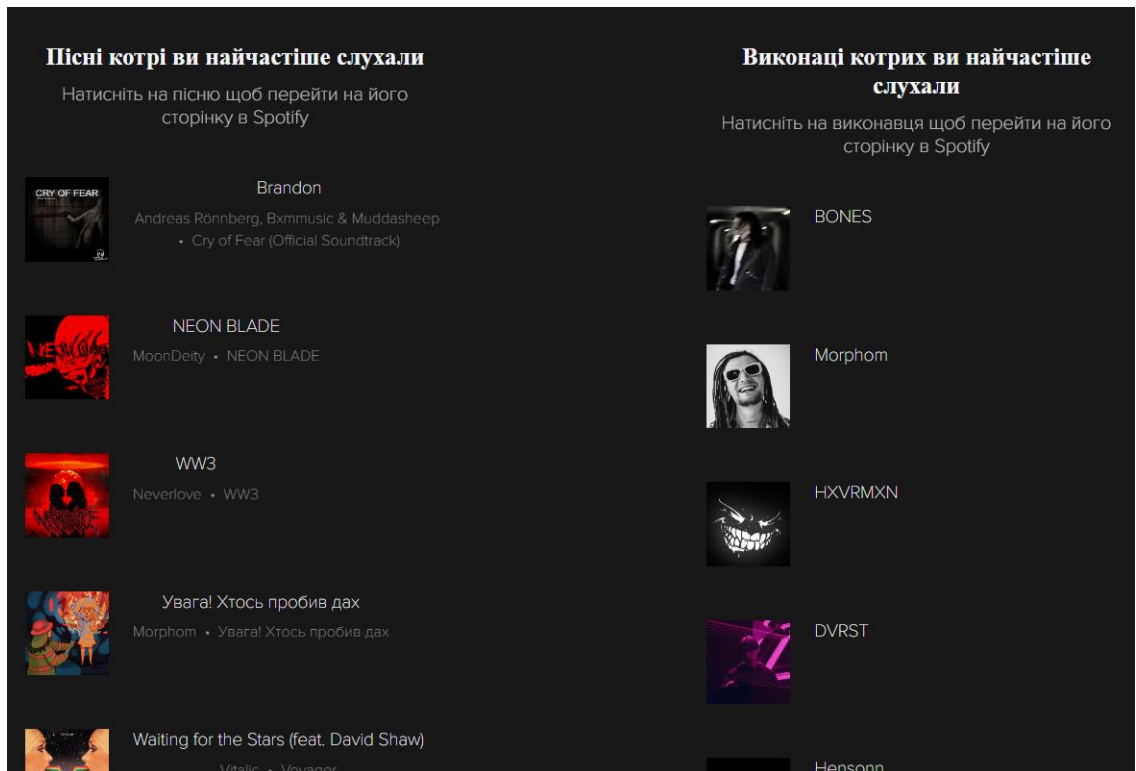 Пісні котрі ви найчастіше слухали
Натисніть на пісню щоб перейти на його
сторінку в Spotify
CRY OF FEAR
Brandon
Andreas Rönnberg, Bxmmusic & Muddasheep
• Cry of Fear (Official Soundtrack)
NEON BLADE
MoonDeity • NEON BLADE
WW3
Neverlove • WW3
Увага! Хтось пробив дах
Morphom • Увага! Хтось пробив дах
Waiting for the Stars (feat. David Shaw)
Vitalic • Voyager
Виконаці котрих ви найчастіше
слухали
Натисніть на виконавця щоб перейти на його
сторінку в Spotify
BONES
Morphom
HXVRMXN
DVRST
Hensonn